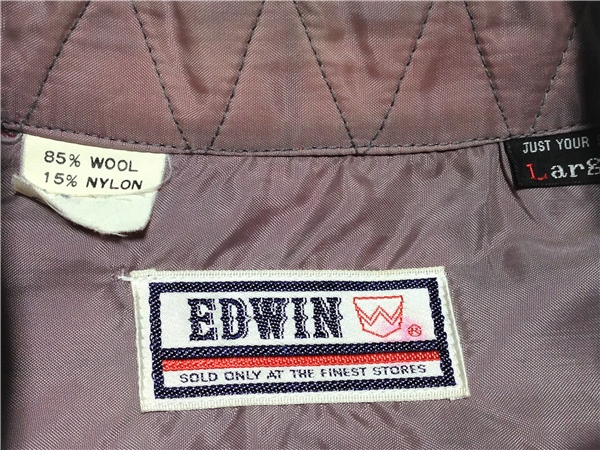 85% WOOL
15% NYLON
JUST YOUR
EDWIN W ®
SOLD ONLY AT THE FINEST STORES